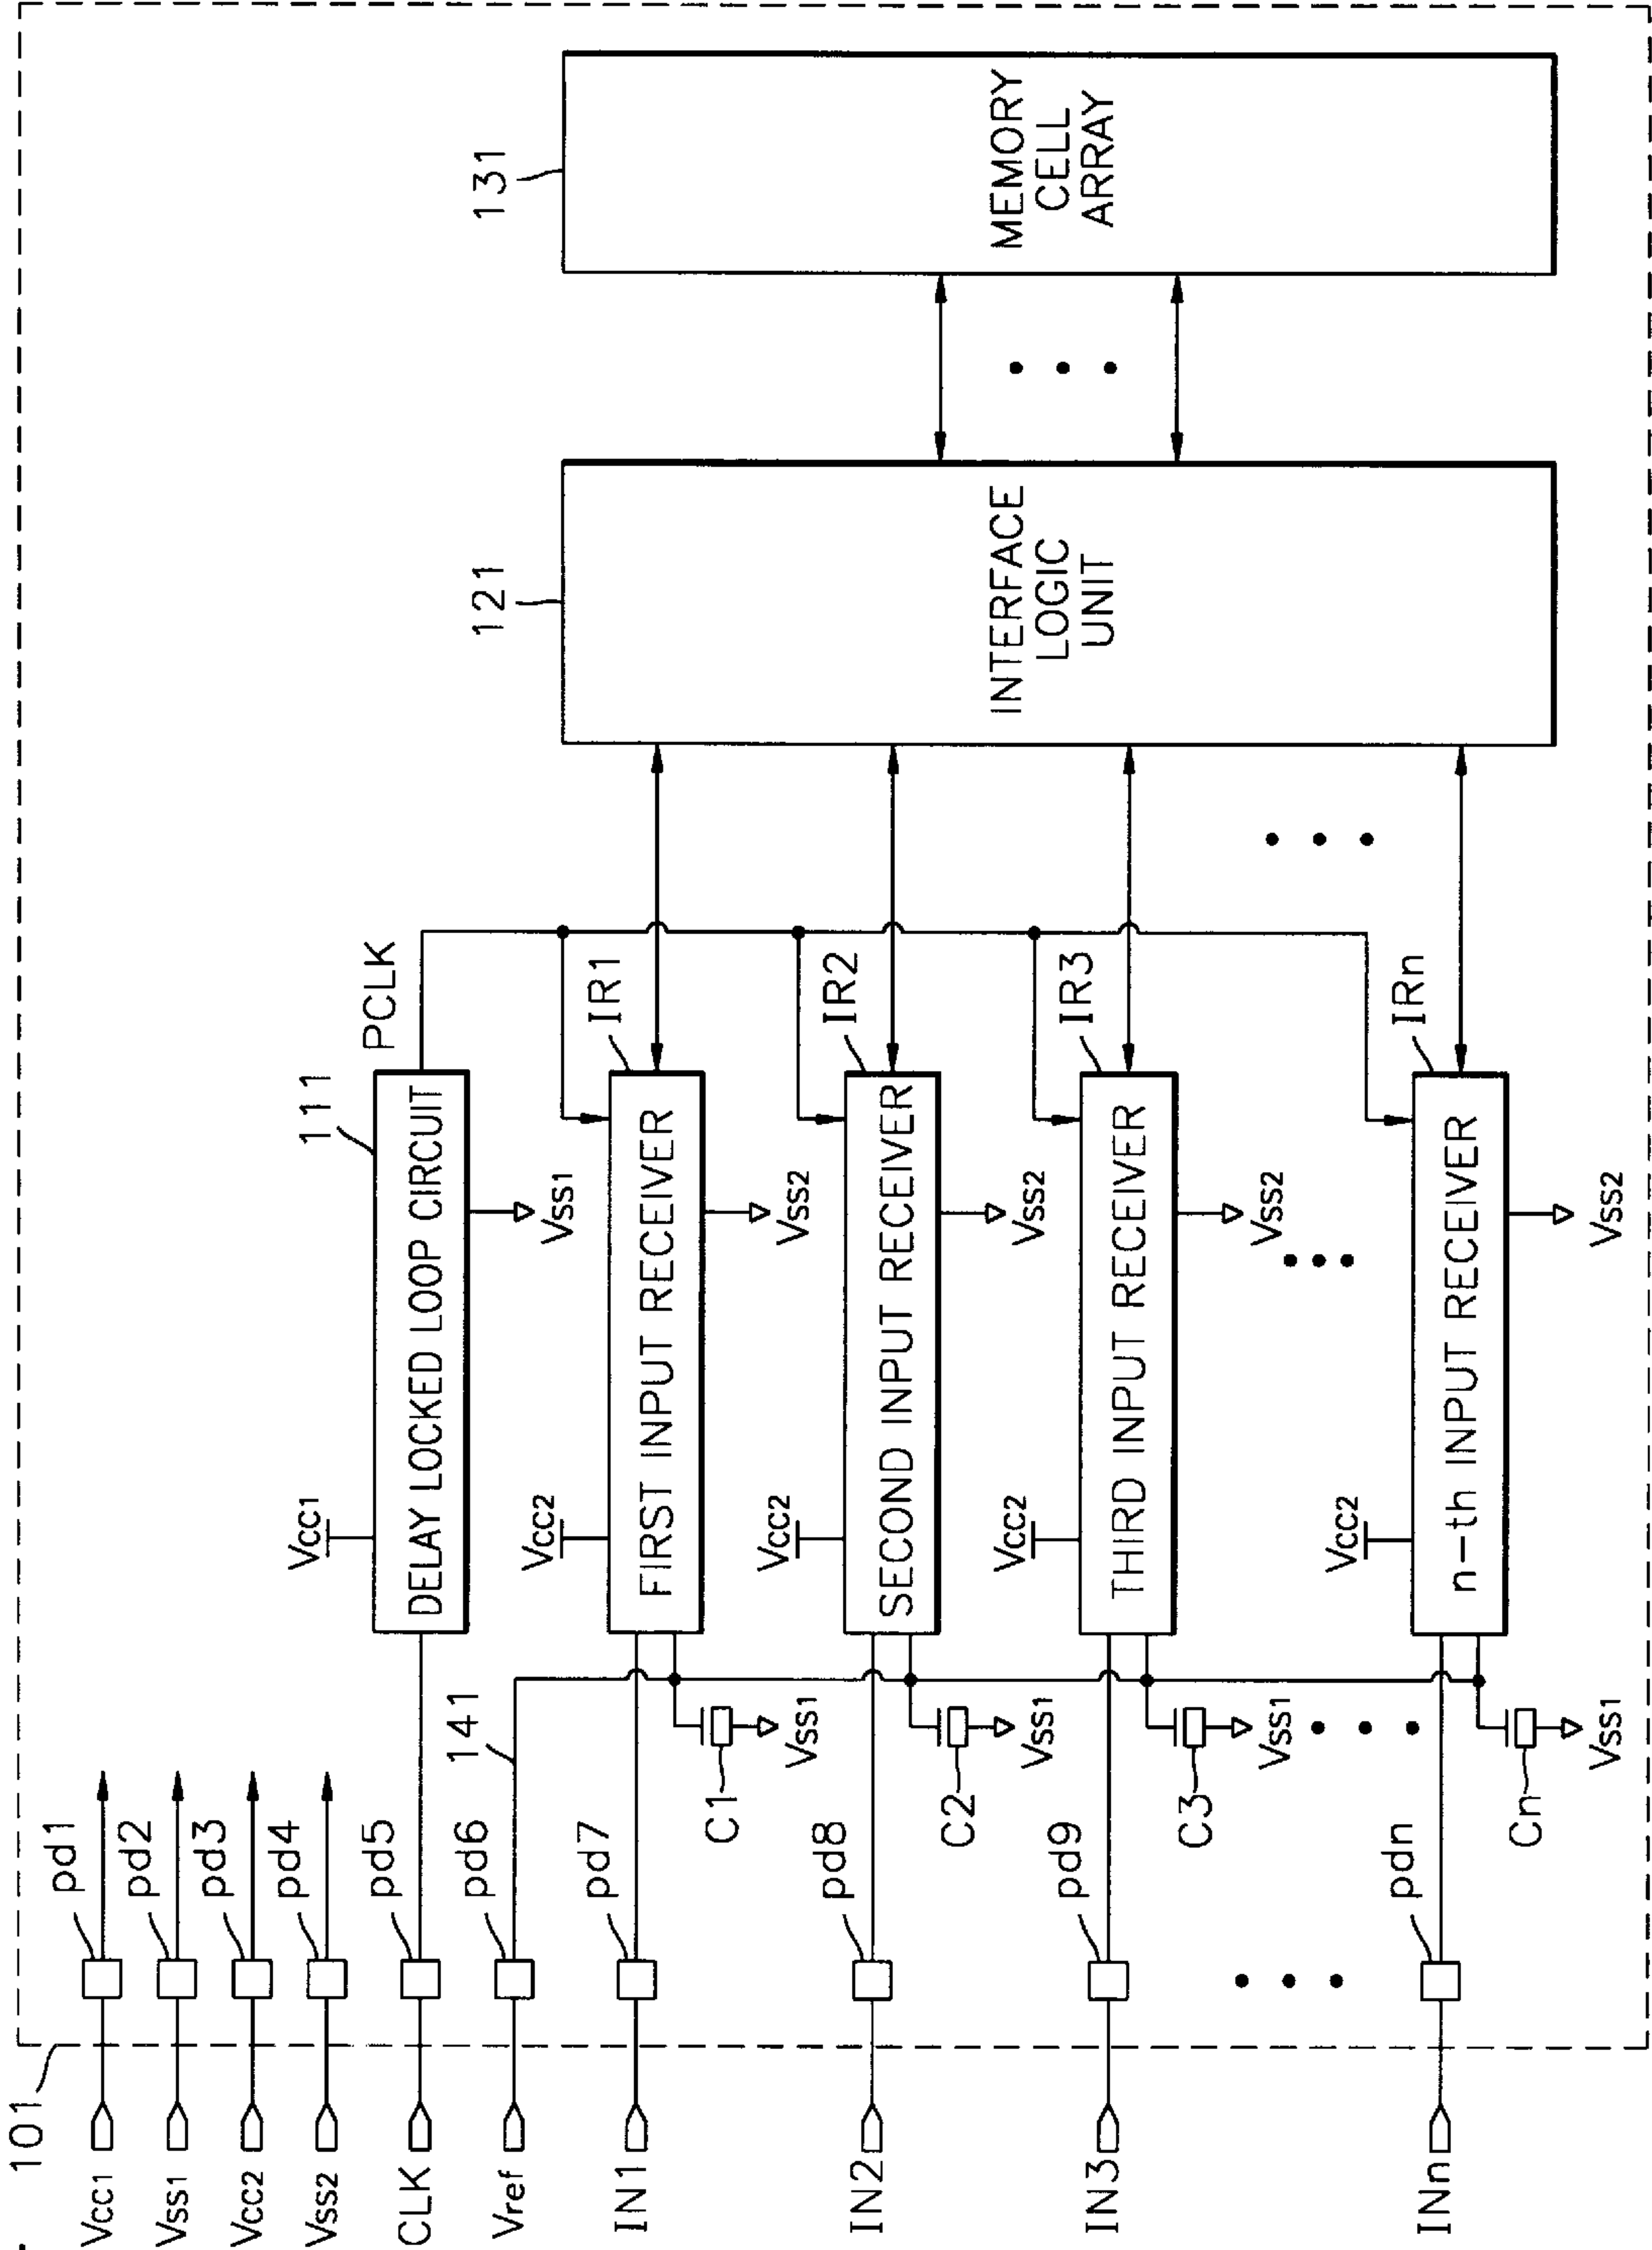 101
Vcc1
pd1
Vss1
pd2
Vcc2
pd3
Vss2
pd4
CLK
pd5
Vcc1
DELAY LOCKED LOOP CIRCUIT
111
Vss1
PCLK
Vref
pd6
141
IN1
pd7
C1
Vss1
Vcc2
FIRST INPUT RECEIVER
Vss2
IR1
IN2
pd8
C2
Vss1
Vcc2
SECOND INPUT RECEIVER
Vss2
IR2
IN3
pd9
C3
Vss1
Vcc2
THIRD INPUT RECEIVER
Vss2
IR3
INn
pdn
Cn
Vss1
Vcc2
n-th INPUT RECEIVER
Vss2
IRn
121
INTERFACE
LOGIC
UNIT
131
MEMORY
CELL
ARRAY